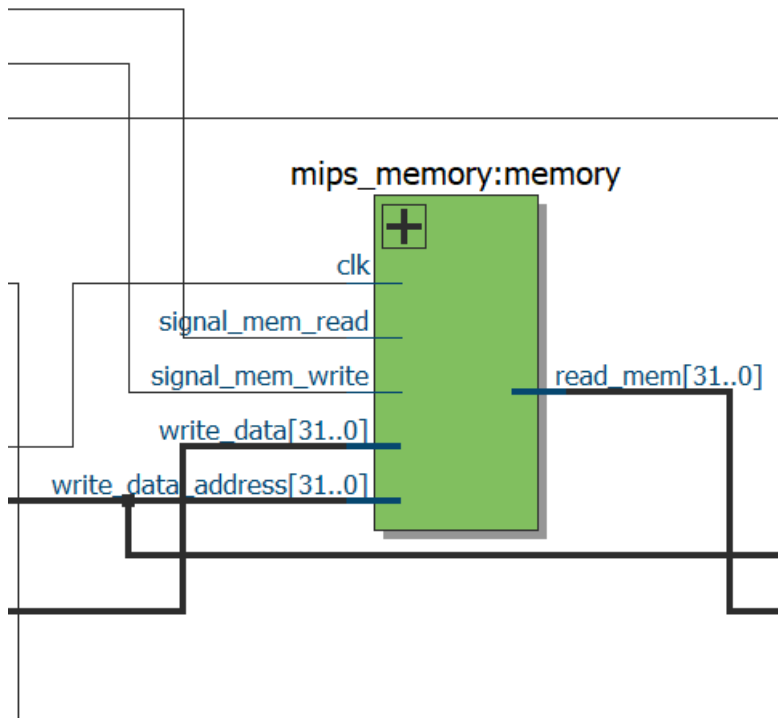 mips_memory:memory
clk
signal_mem_read
signal_mem_write
read_mem[31..0]
write_data[31..0]
write_data_address[31..0]